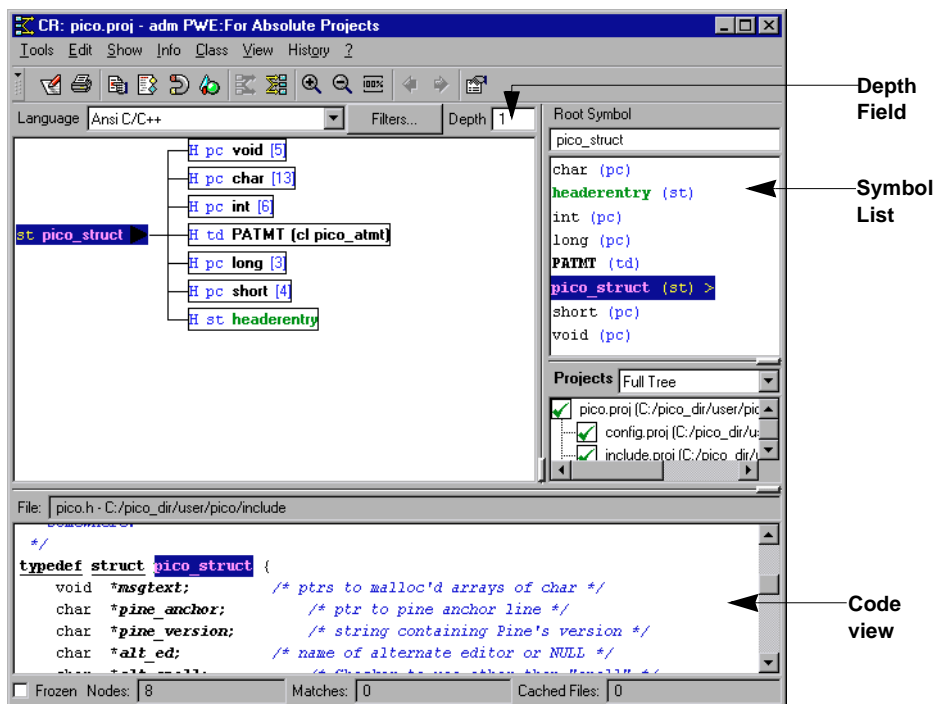 CR: pico.proj - adm PWE:For Absolute Projects
Tools Edit Show Info Class View History ?
100%
Language Ansi C/C++ Filters... Depth 1
Depth
Field
Root Symbol
pico_struct
char (pc)
headerentry (st)
int (pc)
long (pc)
PATMT (td)
pico_struct (st) >
short (pc)
void (pc)
Symbol
List
H pc void [5]
H pc char [13]
H pc int [6]
st pico_struct
H td PATMT (cl pico_atmt)
H pc long [3]
H pc short [4]
H st headerentry
Projects Full Tree
pico.proj (C:/pico_dir/user/pic
config.proj (C:/pico_dir/u
include.proj (C:/pico_dir/
File: pico.h - C:/pico_dir/user/pico/include
somewhere.
*/
typedef struct pico_struct {
void *msgtext; /* ptrs to malloc'd arrays of char */
char *pine_anchor; /* ptr to pine anchor line */
char *pine_version; /* string containing Pine's version */
char *alt_ed; /* name of alternate editor or NULL */
Code
view
Frozen Nodes: 8 Matches: 0 Cached Files: 0